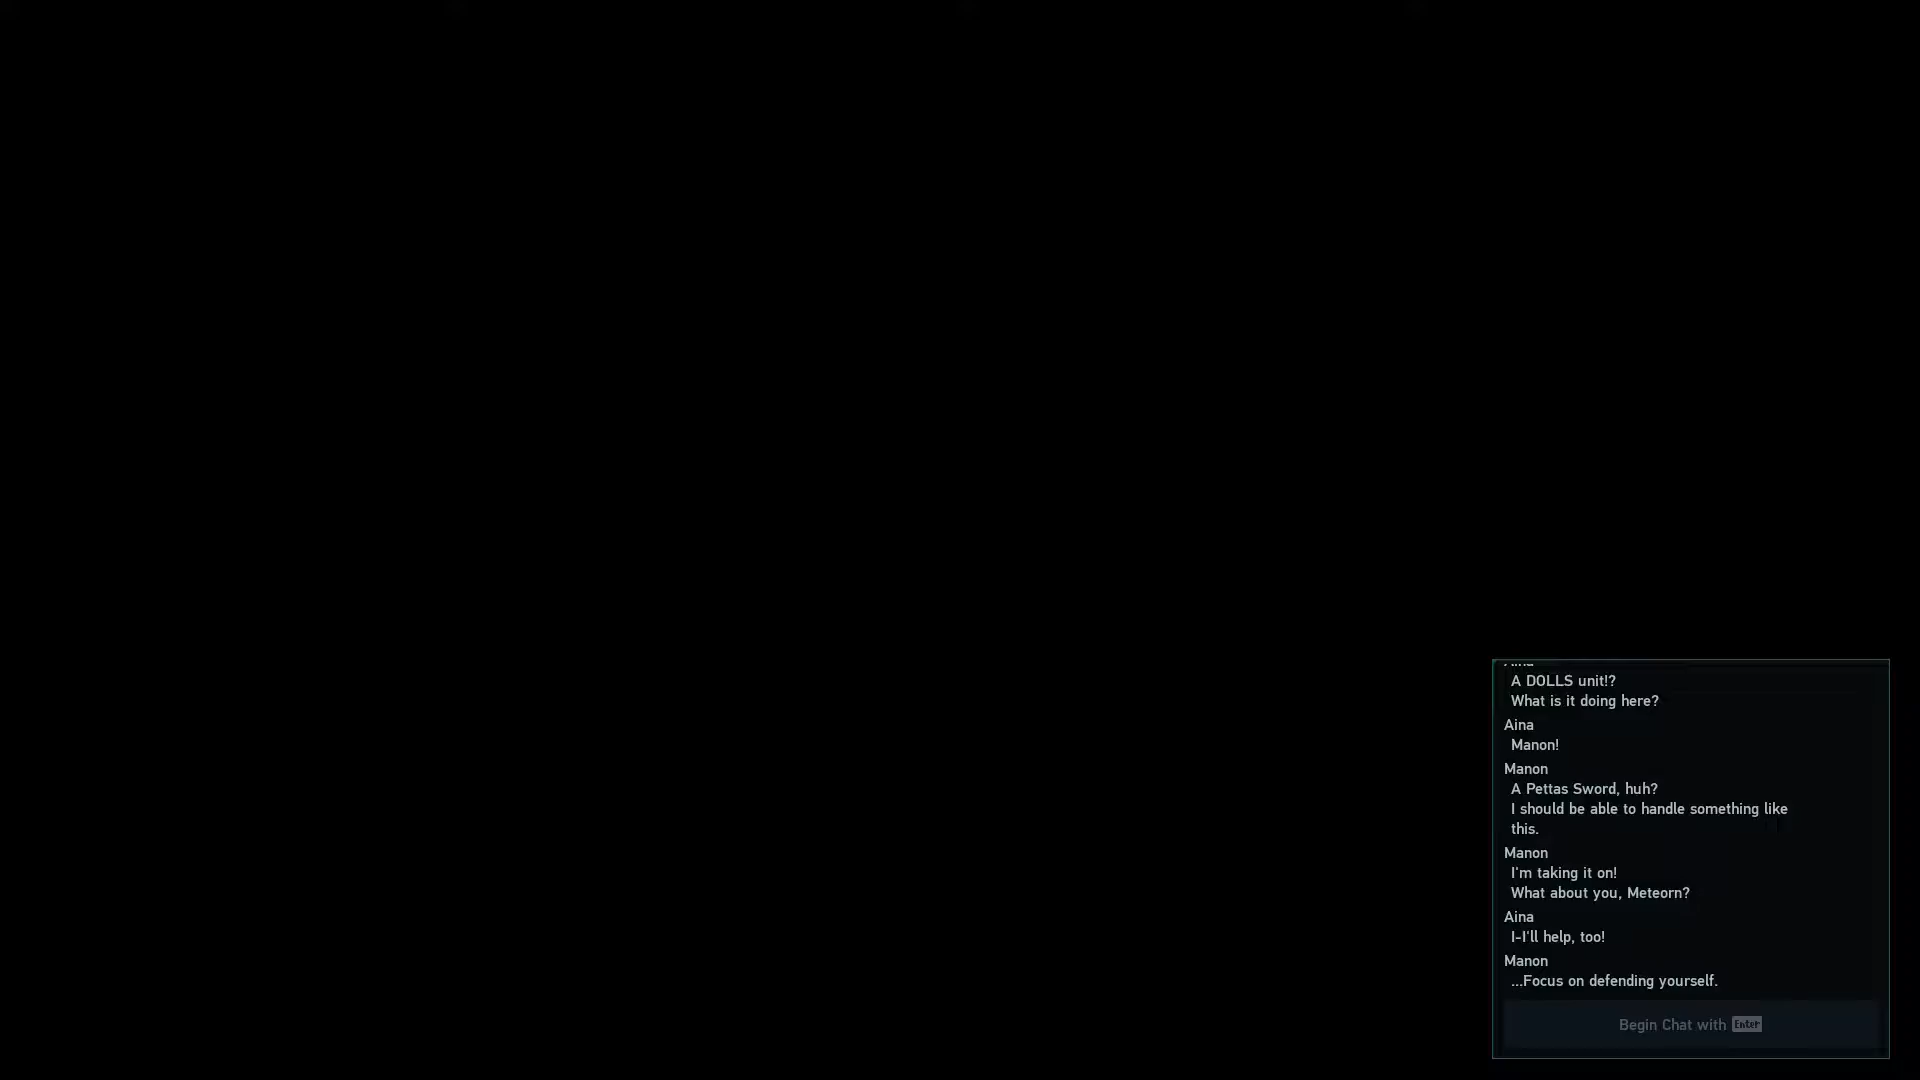 A DOLLS unit!?
What is it doing here?
Aina
Manon!
Manon
A Pettas Sword, huh?
I should be able to handle something like
this.
Manon
I'm taking it on!
What about you, Meteorn?
Aina
I-I'll help, too!
Manon
...Focus on defending yourself.
Begin Chat with Enter